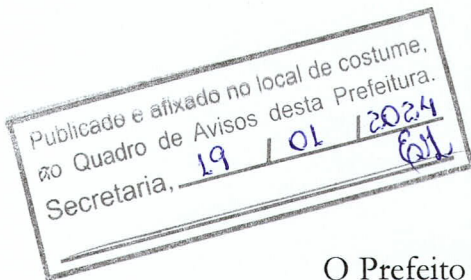 Publicado e afixado no local de costume,
ao Quadro de Avisos desta Prefeitura.
Secretaria, 19 / 01 / 2024
O Prefeito